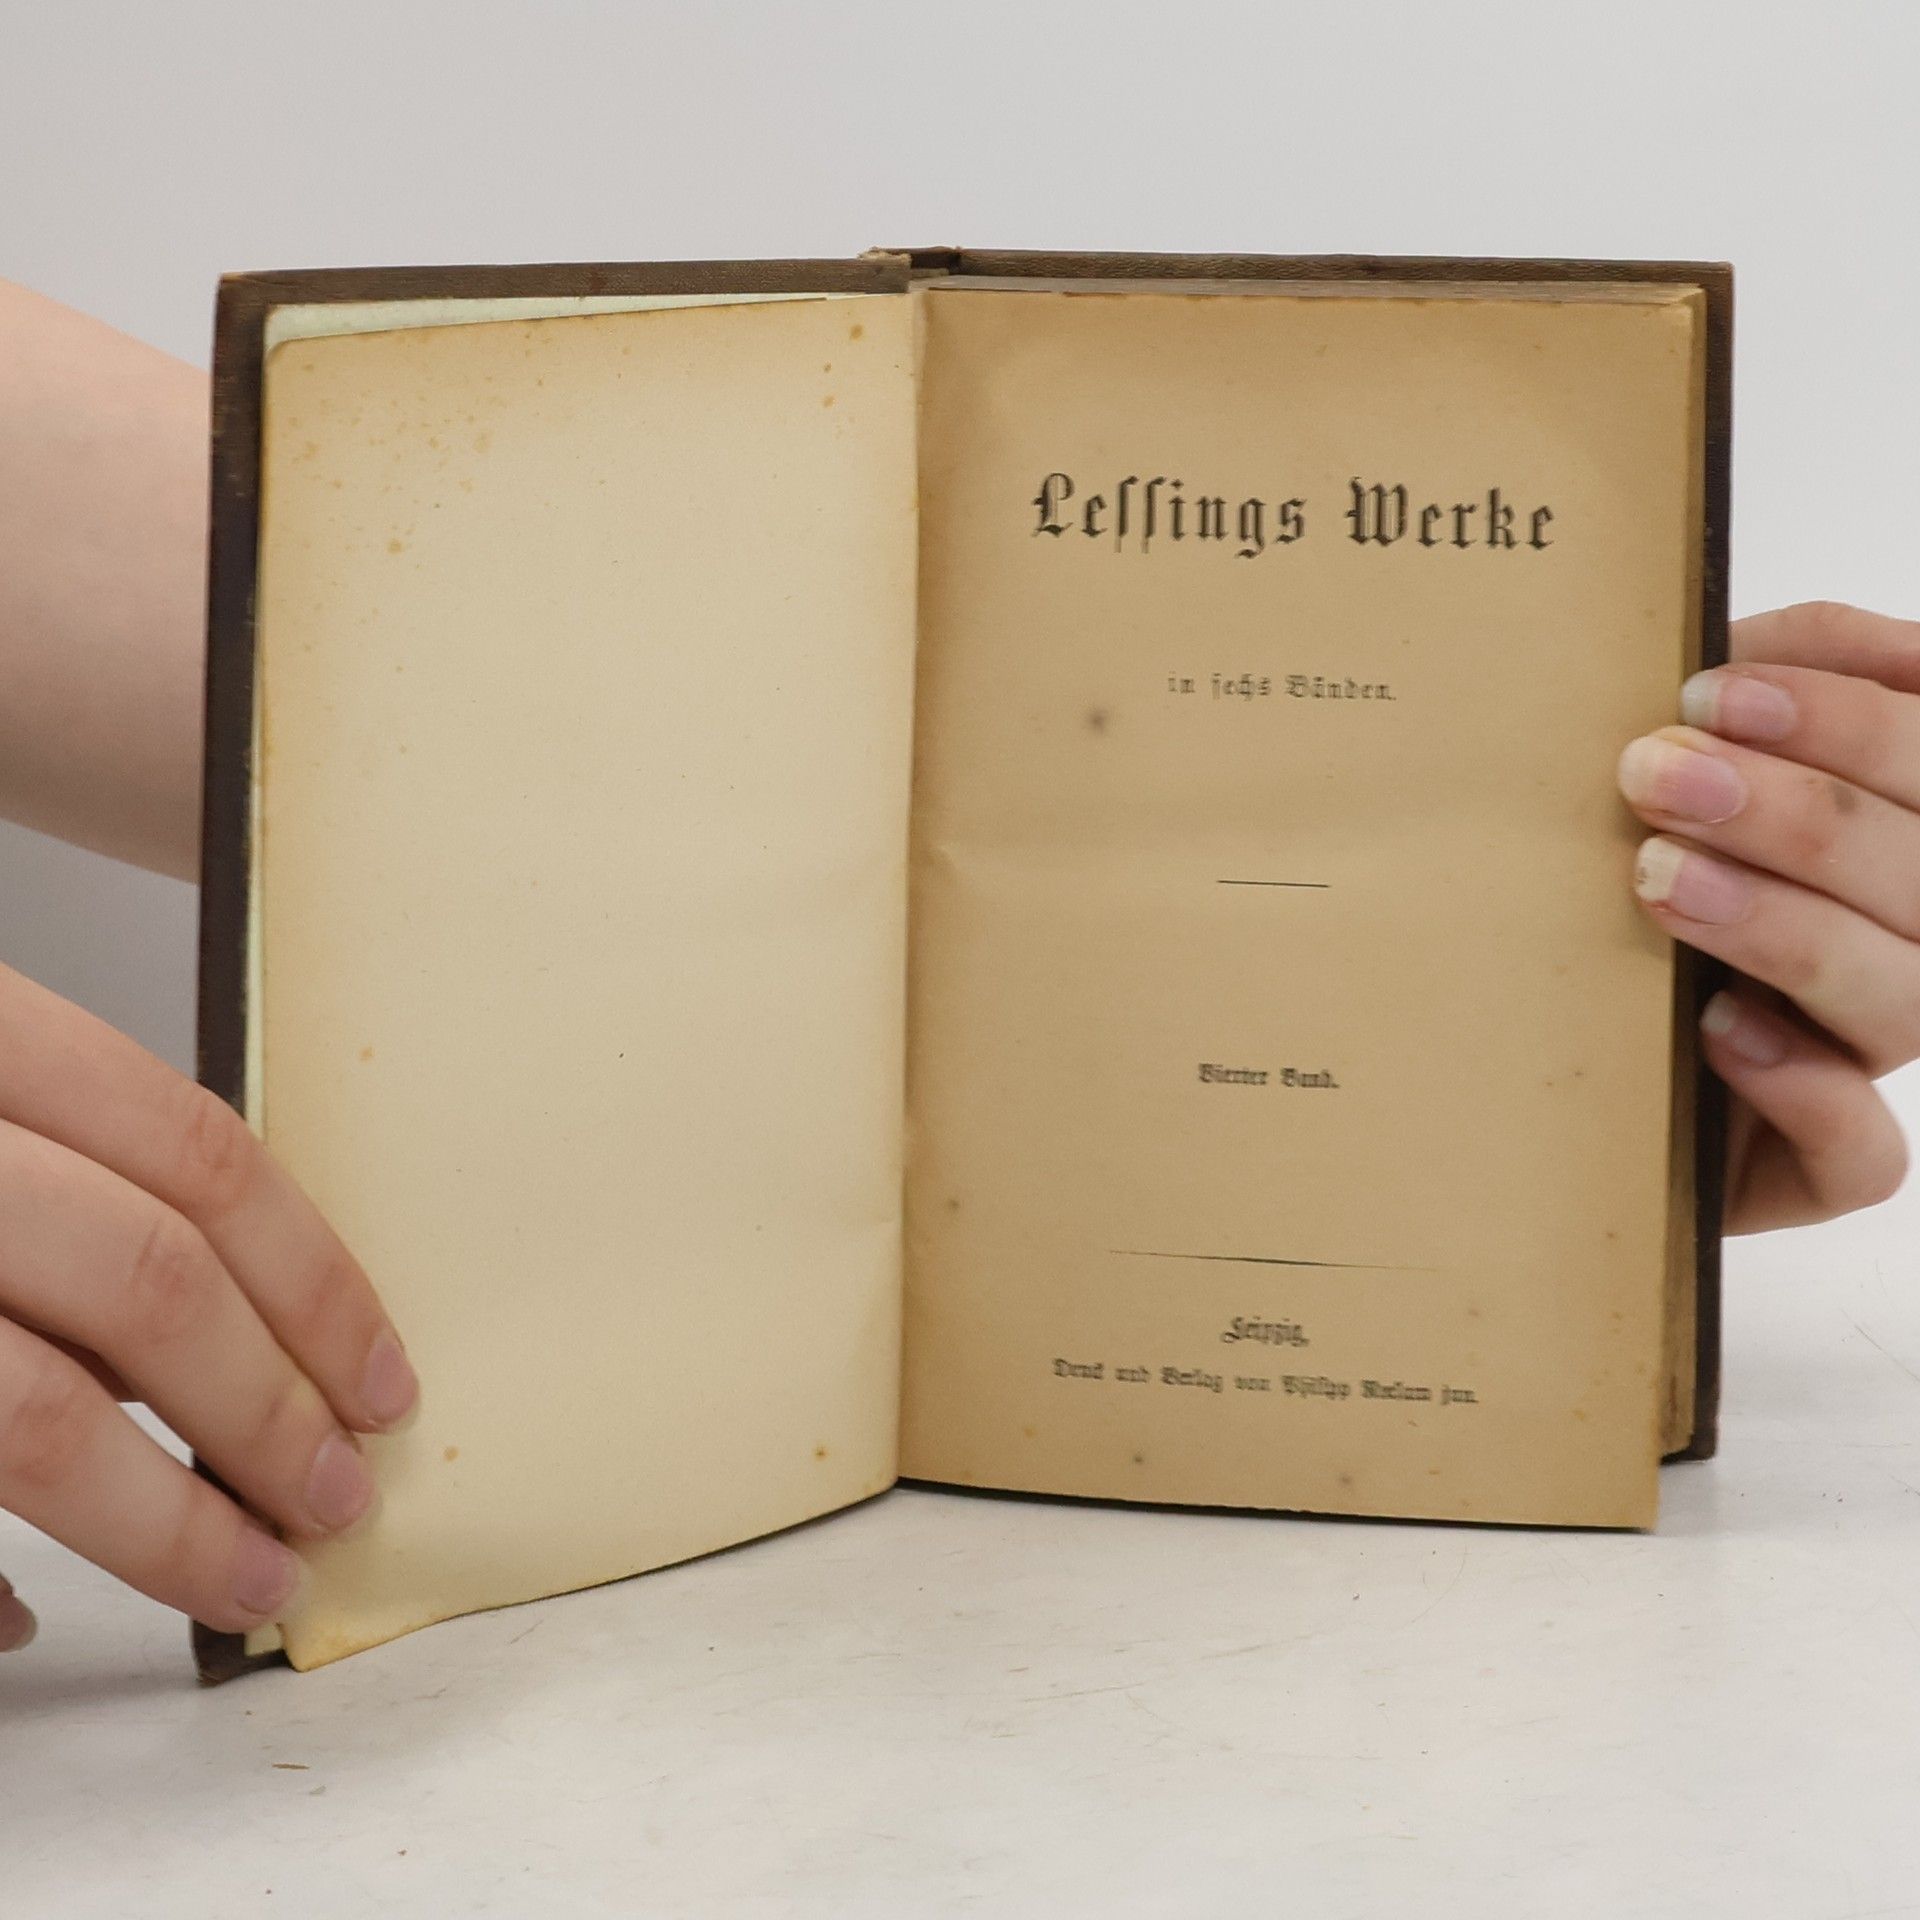 Leſſings Werke
in ſechs Bänden.
Vierter Band.
Leipzig,
Druck und Verlag von Philipp Reclam jun.